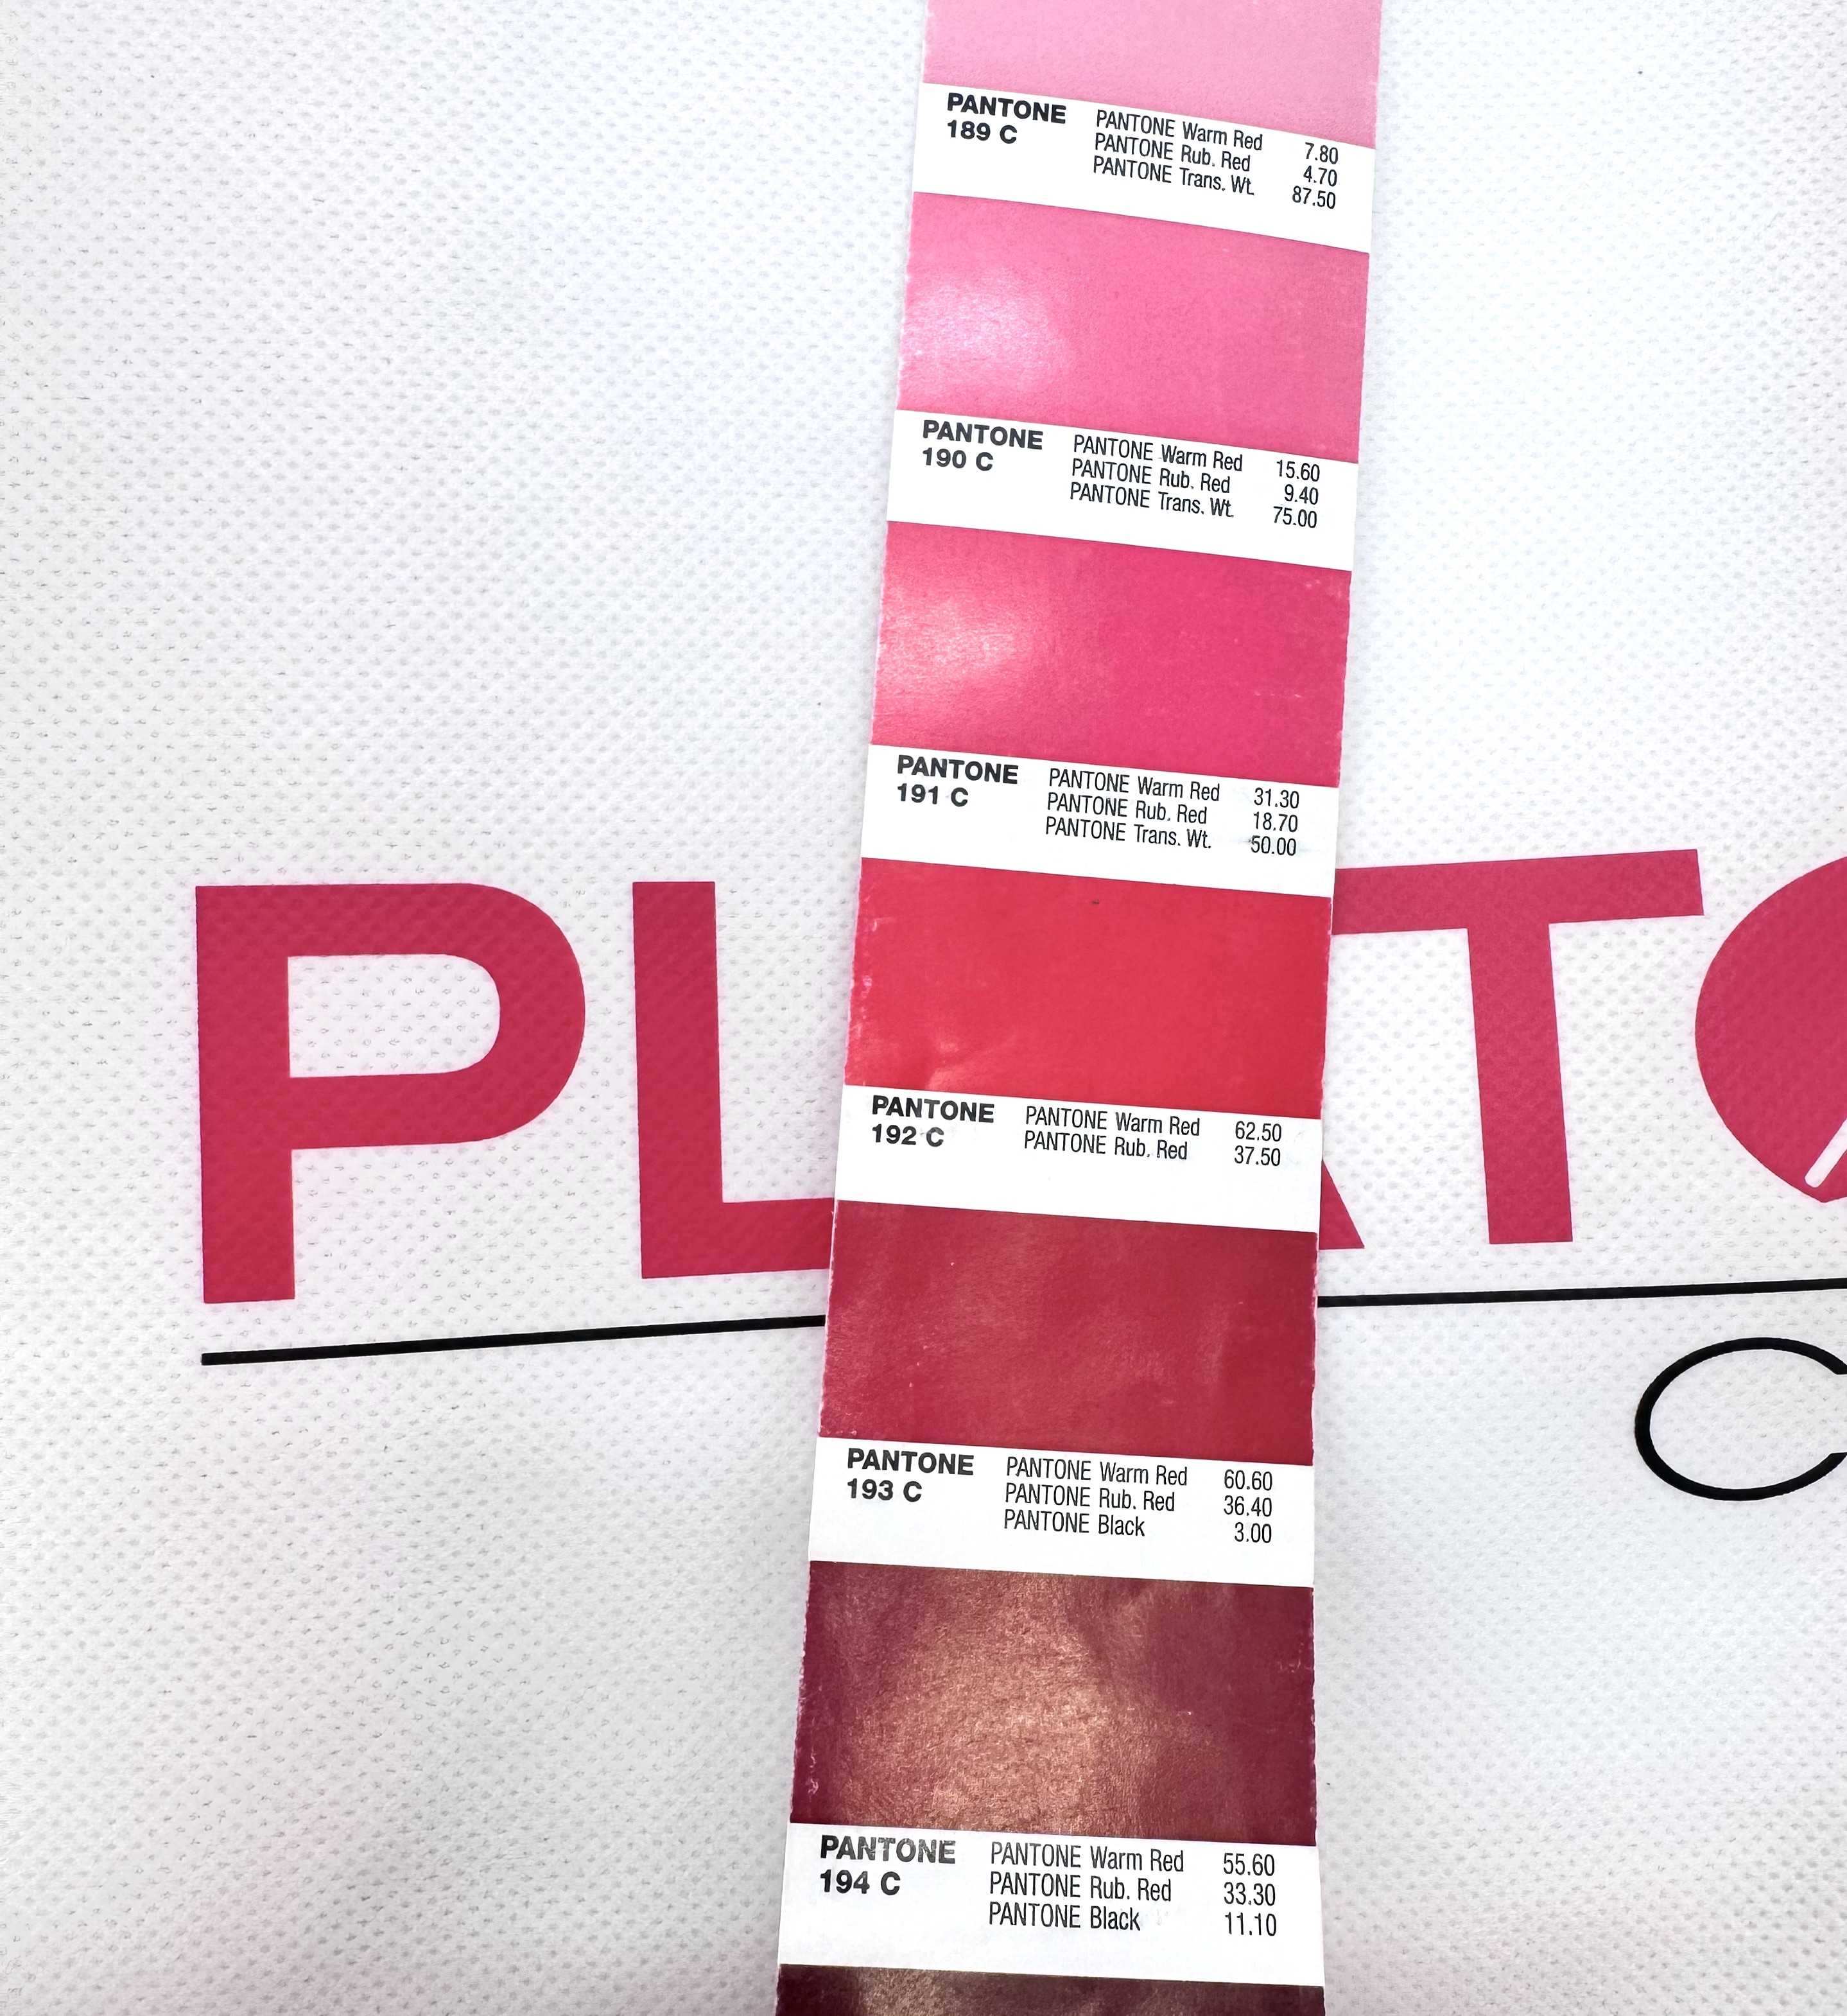 PANTONE
189 C
PANTONE Warm Red 7.80
PANTONE Rub. Red 4.70
PANTONE Trans. Wt. 87.50
PANTONE
190 C
PANTONE Warm Red 15.60
PANTONE Rub. Red 9.40
PANTONE Trans. Wt. 75.00
PANTONE
191 C
PANTONE Warm Red 31.30
PANTONE Rub. Red 18.70
PANTONE Trans. Wt. 50.00
PL TO
PANTONE
192 C
PANTONE Warm Red 62.50
PANTONE Rub. Red 37.50
C
PANTONE
193 C
PANTONE Warm Red 60.60
PANTONE Rub. Red 36.40
PANTONE Black 3.00
PANTONE
194 C
PANTONE Warm Red 55.60
PANTONE Rub. Red 33.30
PANTONE Black 11.10